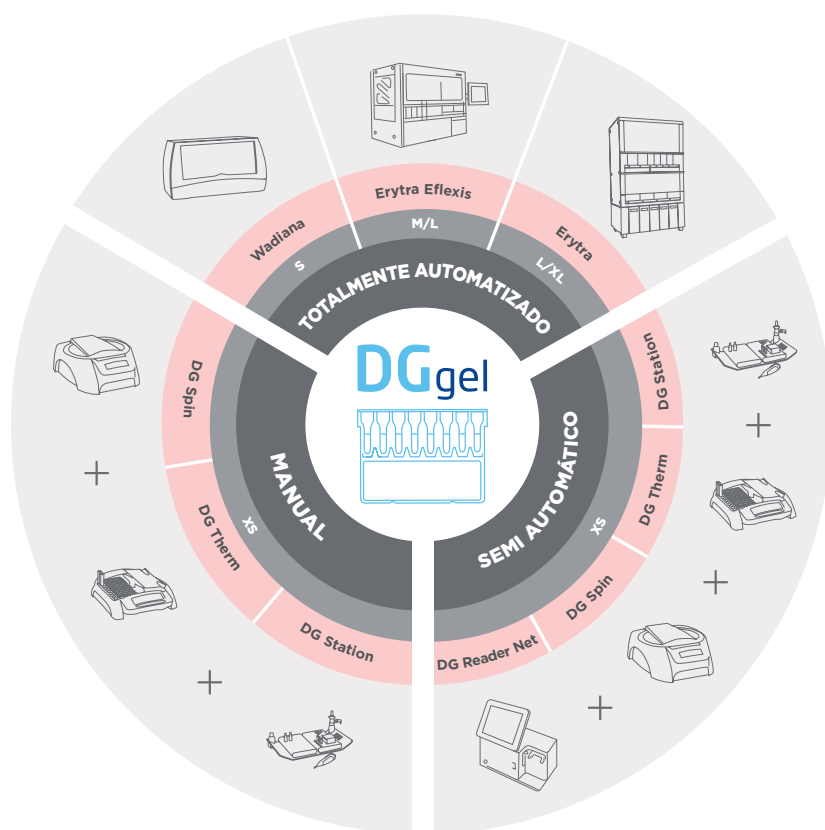 Wadiana
Erytra Eflexis
Erytra
S
M/L
L/XL
TOTALMENTE AUTOMATIZADO
DGgel
DG Station
DG Therm
DG Spin
DG Reader Net
XS
SEMI AUTOMÁTICO
DG Spin
DG Therm
DG Station
XS
MANUAL
+
+
+
+
+